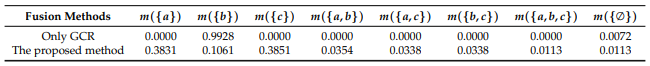 Fusion Methods m({a}) m({b}) m({c}) m({a,b}) m({a,c}) m({b,c}) m({a,b,c}) m({∅})
Only GCR 0.0000 0.9928 0.0000 0.0000 0.0000 0.0000 0.0000 0.0072
The proposed method 0.3831 0.1061 0.3851 0.0354 0.0338 0.0338 0.0113 0.0113